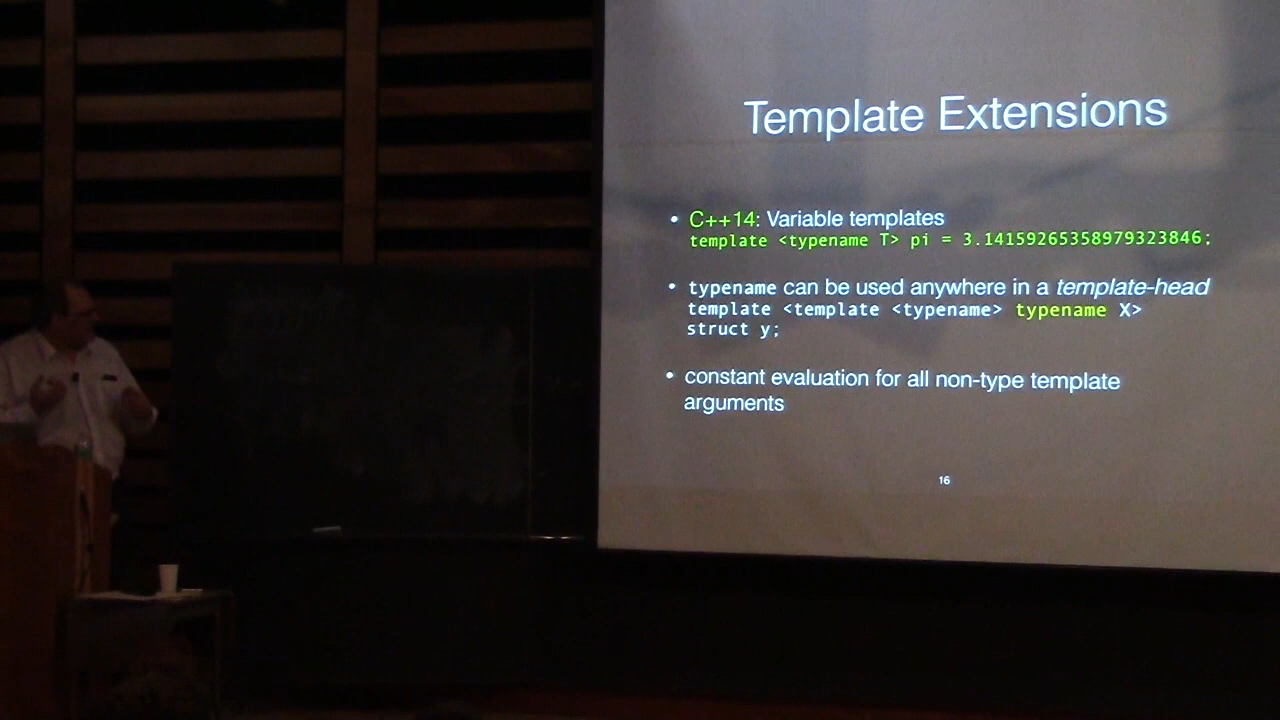 Template Extensions
• C++14: Variable templates
template <typename T> pi = 3.14159265358979323846;
• typename can be used anywhere in a template-head
template <template <typename> typename X>
struct y;
• constant evaluation for all non-type template
arguments
16